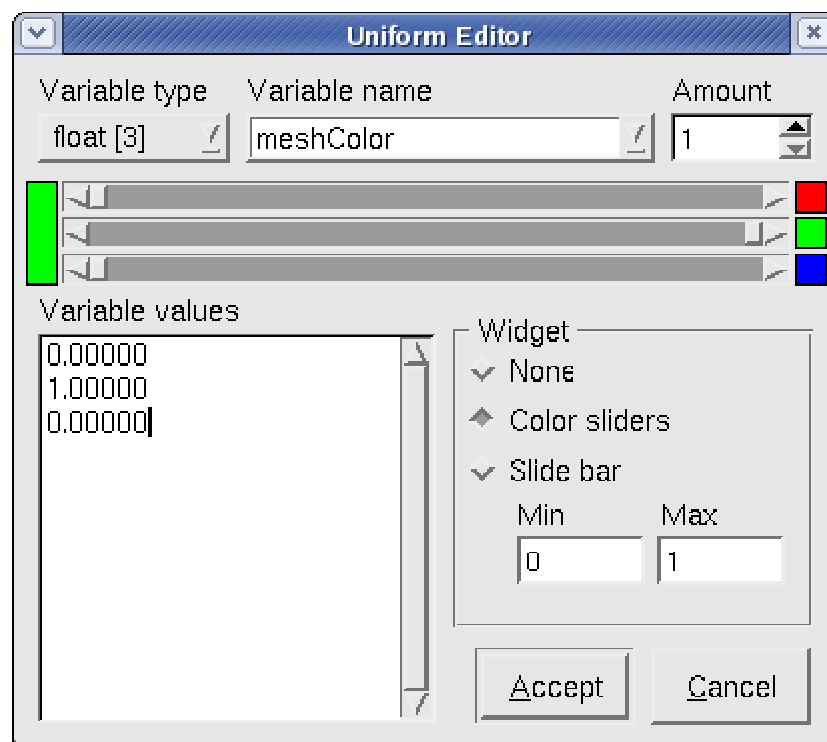 Uniform Editor
Variable type Variable name Amount
float [3] meshColor 1
Variable values
0.00000
1.00000
0.00000
Widget
None
Color sliders
Slide bar
Min Max
0 1
Accept Cancel